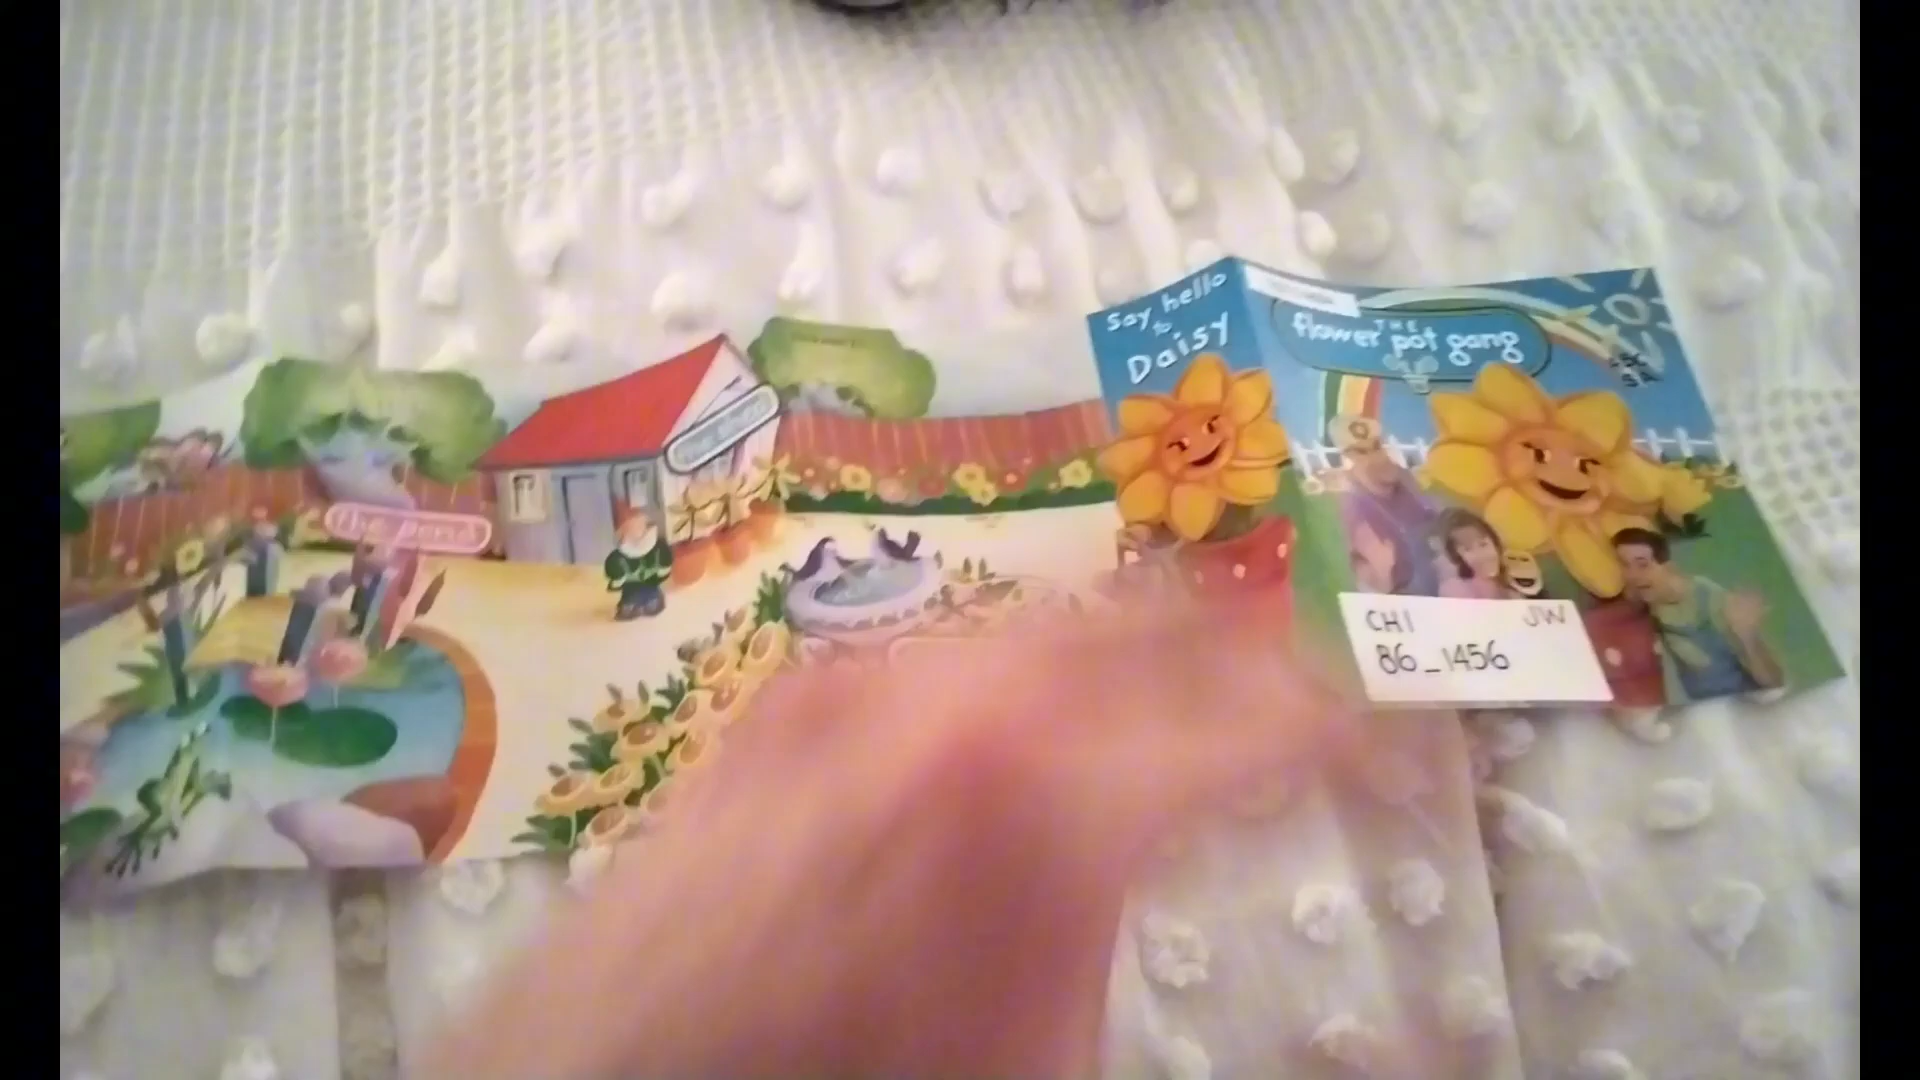 Say hello
to
Daisy
THE
flower pot gang
the pond
CHI JW
86_1456